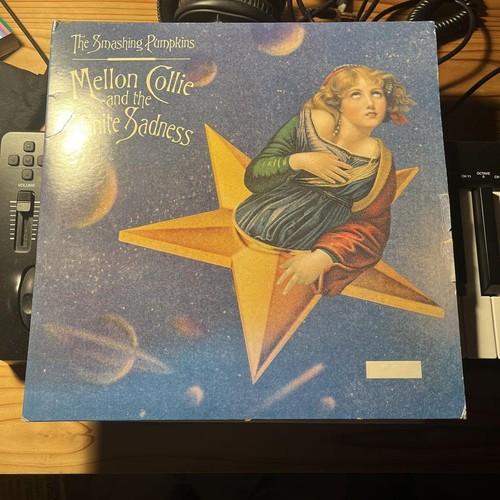 The Smashing Pumpkins
Mellon Collie
and the
Sadness
VOLUME
OCTAVE